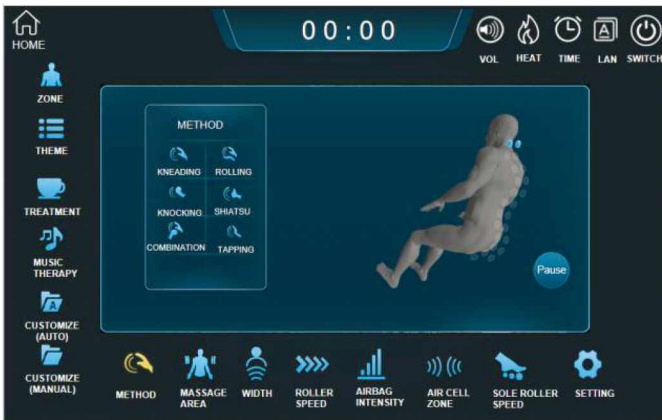 00:00
HOME
VOL HEAT TIME LAN SWITCH
ZONE
THEME
TREATMENT
MUSIC
THERAPY
A
CUSTOMIZE
(AUTO)
CUSTOMIZE
(MANUAL)
METHOD
KNEADING ROLLING
KNOCKING SHIATSU
COMBINATION TAPPING
Pause
METHOD
MASSAGE
AREA
WIDTH
ROLLER
SPEED
AIRBAG
INTENSITY
AIR CELL
ZONE
SOLE ROLLER
SPEED
SETTING
A